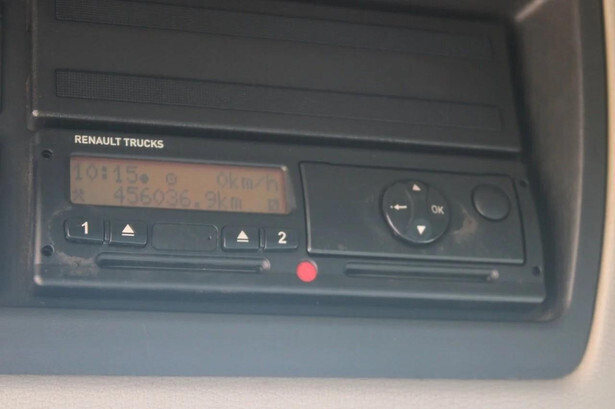 RENAULT TRUCKS
10:15 0km/h
456036.9km
1 2
OK